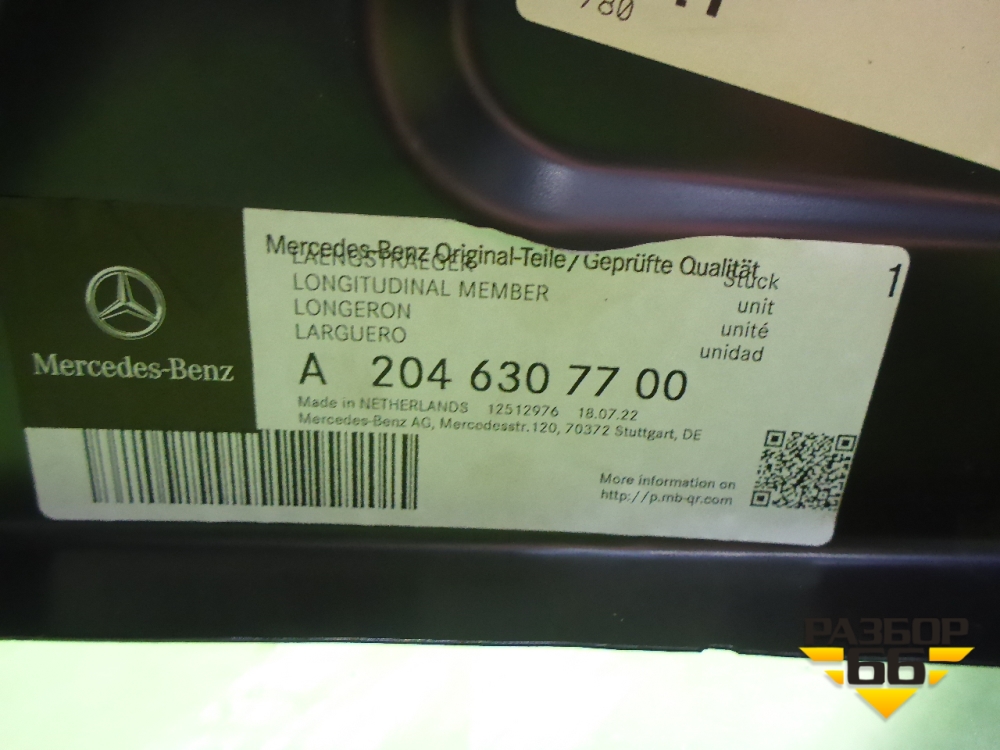 780
Mercedes-Benz Original-Teile/Geprüfte Qualität
LAENGSTRAEGER
LONGITUDINAL MEMBER
LONGERON
LARGUERO
Stück
unit
unité
unidad
1
Mercedes-Benz
A 204 630 77 00
Made in NETHERLANDS 12512976 18.07.22
Mercedes-Benz AG, Mercedesstr.120, 70372 Stuttgart, DE
More information on
http://p.mb-qr.com
РАЗБОР
66